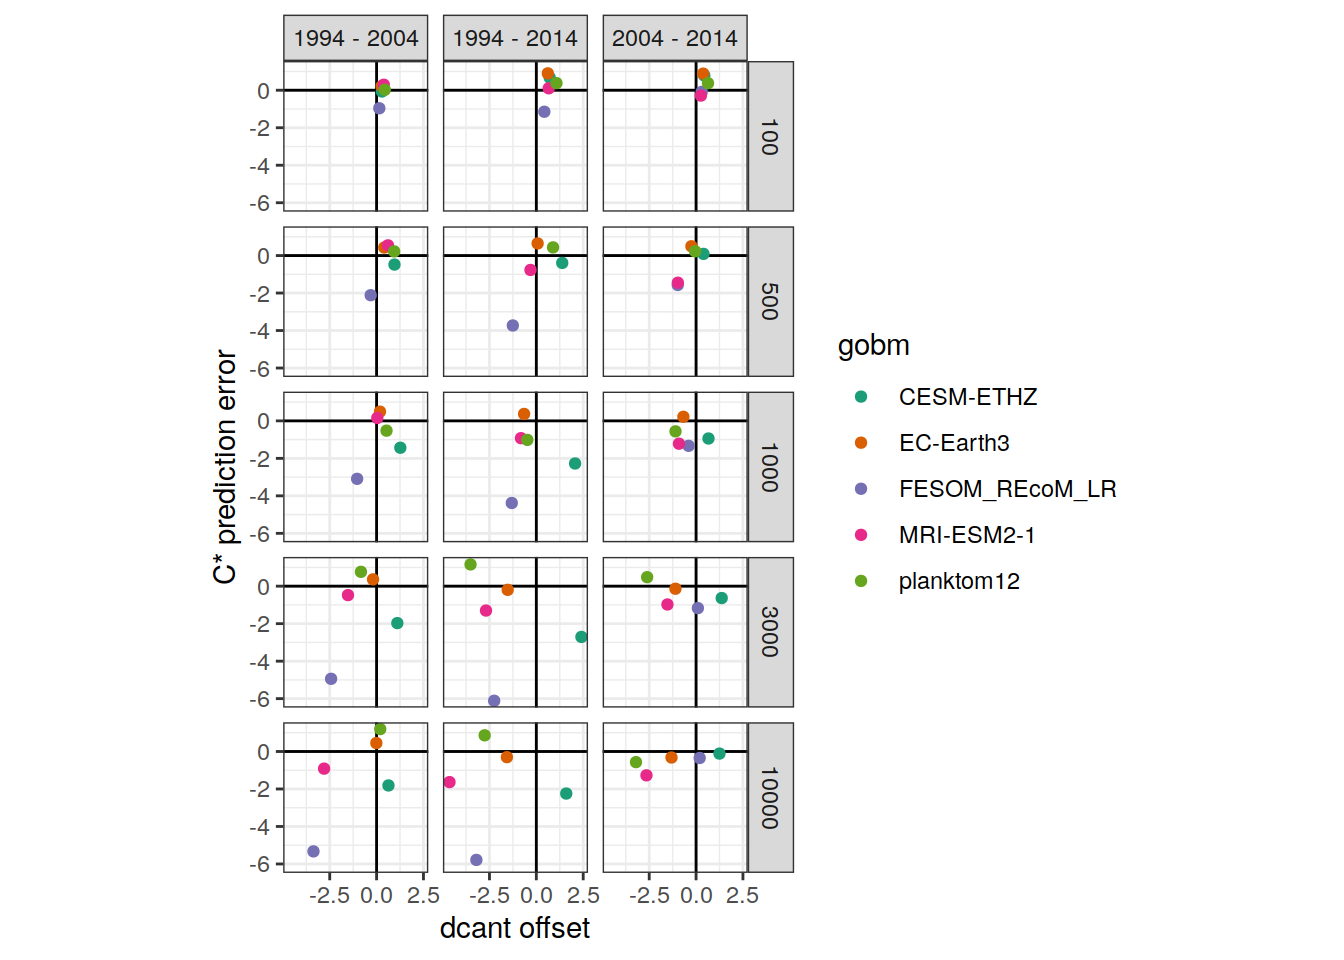 1994 - 2004
1994 - 2014
2004 - 2014
0
-2
-4
-6
100
0
-2
-4
-6
500
0
-2
-4
-6
1000
0
-2
-4
-6
3000
0
-2
-4
-6
10000
-2.5 0.0 2.5
-2.5 0.0 2.5
-2.5 0.0 2.5
dcant offset
C* prediction error
gobm
CESM-ETHZ
EC-Earth3
FESOM_REcoM_LR
MRI-ESM2-1
planktom12